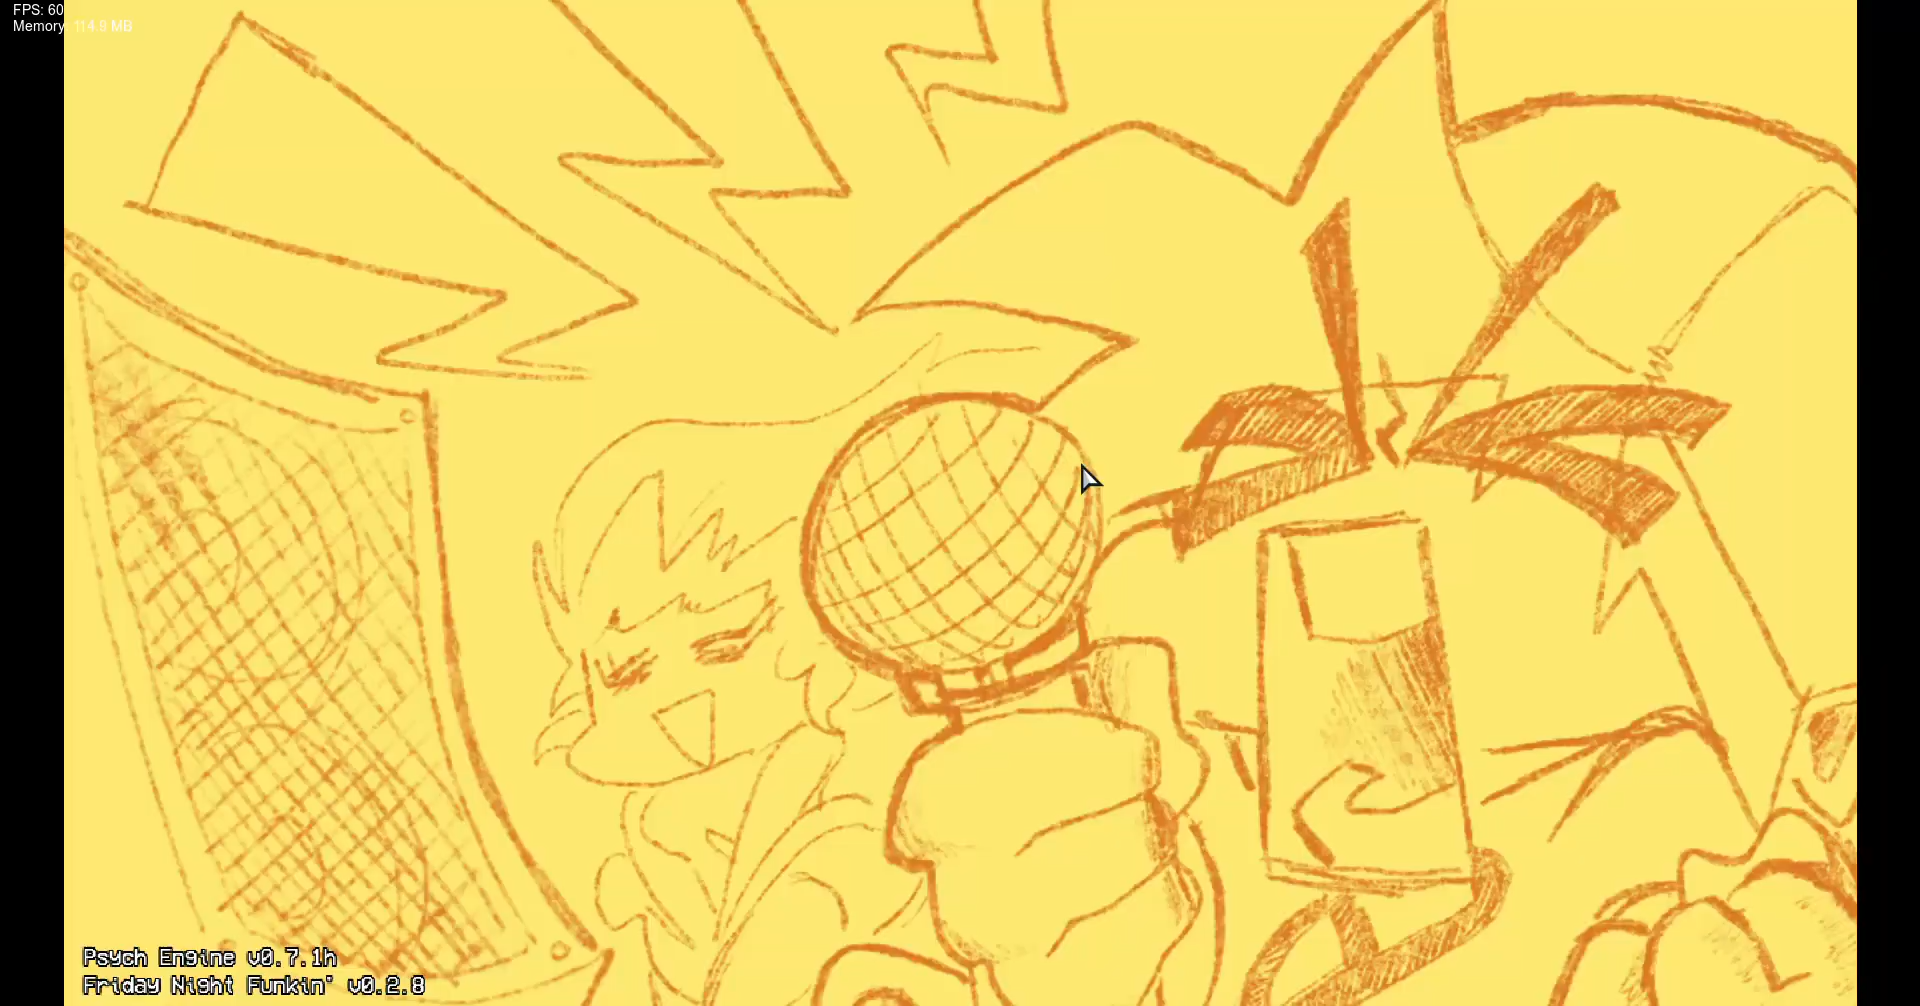 FPS: 60
Memory: 114.9 MB
Psych Engine v0.7.1h
Friday Night Funkin' v0.2.8